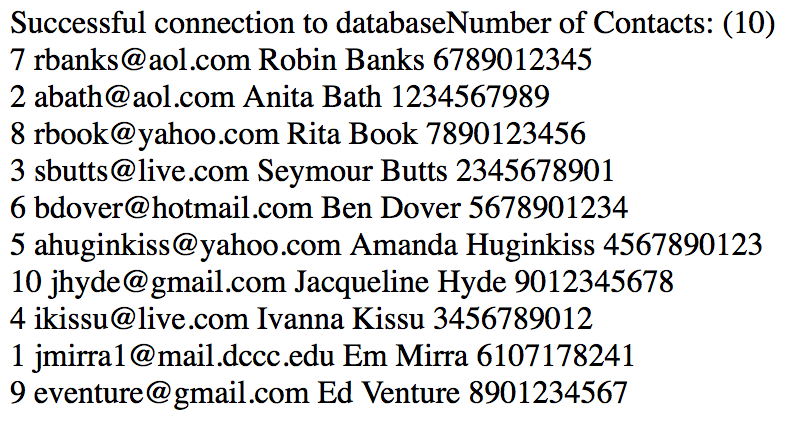 Successful connection to databaseNumber of Contacts: (10)
7 rbanks@aol.com Robin Banks 6789012345
2 abath@aol.com Anita Bath 1234567989
8 rbook@yahoo.com Rita Book 7890123456
3 sbutts@live.com Seymour Butts 2345678901
6 bdover@hotmail.com Ben Dover 5678901234
5 ahuginkiss@yahoo.com Amanda Huginkiss 4567890123
10 jhyde@gmail.com Jacqueline Hyde 9012345678
4 ikissu@live.com Ivanna Kissu 3456789012
1 jmirra1@mail.dccc.edu Em Mirra 6107178241
9 eventure@gmail.com Ed Venture 8901234567